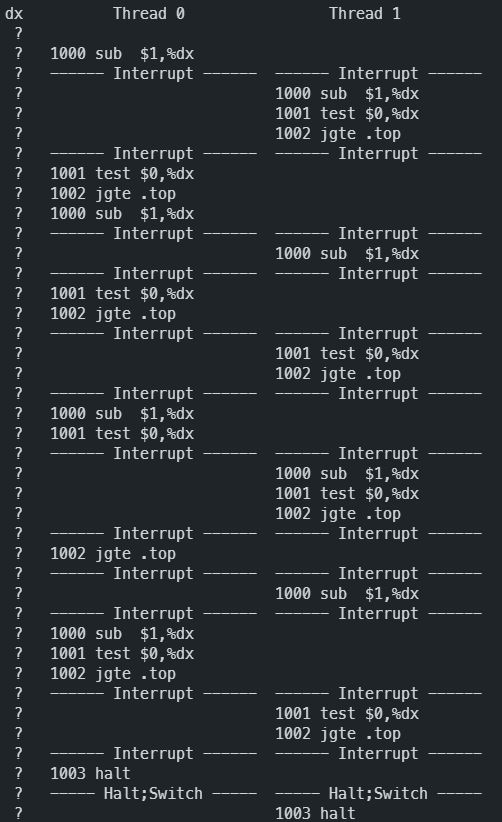 dx          Thread 0                Thread 1
 ?
 ?   1000 sub  $1,%dx
 ?   ------ Interrupt ------  ------ Interrupt ------
 ?                            1000 sub  $1,%dx
 ?                            1001 test $0,%dx
 ?                            1002 jgte .top
 ?   ------ Interrupt ------  ------ Interrupt ------
 ?   1001 test $0,%dx
 ?   1002 jgte .top
 ?   1000 sub  $1,%dx
 ?   ------ Interrupt ------  ------ Interrupt ------
 ?                            1000 sub  $1,%dx
 ?   ------ Interrupt ------  ------ Interrupt ------
 ?   1001 test $0,%dx
 ?   1002 jgte .top
 ?   ------ Interrupt ------  ------ Interrupt ------
 ?                            1001 test $0,%dx
 ?                            1002 jgte .top
 ?   ------ Interrupt ------  ------ Interrupt ------
 ?   1000 sub  $1,%dx
 ?   1001 test $0,%dx
 ?   ------ Interrupt ------  ------ Interrupt ------
 ?                            1000 sub  $1,%dx
 ?                            1001 test $0,%dx
 ?                            1002 jgte .top
 ?   ------ Interrupt ------  ------ Interrupt ------
 ?   1002 jgte .top
 ?   ------ Interrupt ------  ------ Interrupt ------
 ?                            1000 sub  $1,%dx
 ?   ------ Interrupt ------  ------ Interrupt ------
 ?   1000 sub  $1,%dx
 ?   1001 test $0,%dx
 ?   1002 jgte .top
 ?   ------ Interrupt ------  ------ Interrupt ------
 ?                            1001 test $0,%dx
 ?                            1002 jgte .top
 ?   ------ Interrupt ------  ------ Interrupt ------
 ?   1003 halt
 ?   ----- Halt;Switch -----  ----- Halt;Switch -----
 ?                            1003 halt